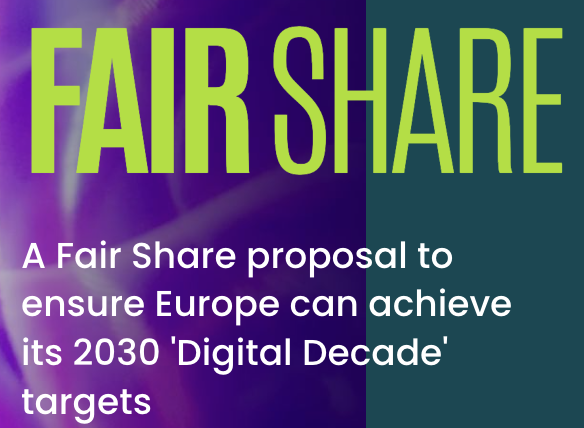 FAIR SHARE
A Fair Share proposal to
ensure Europe can achieve
its 2030 'Digital Decade'
targets